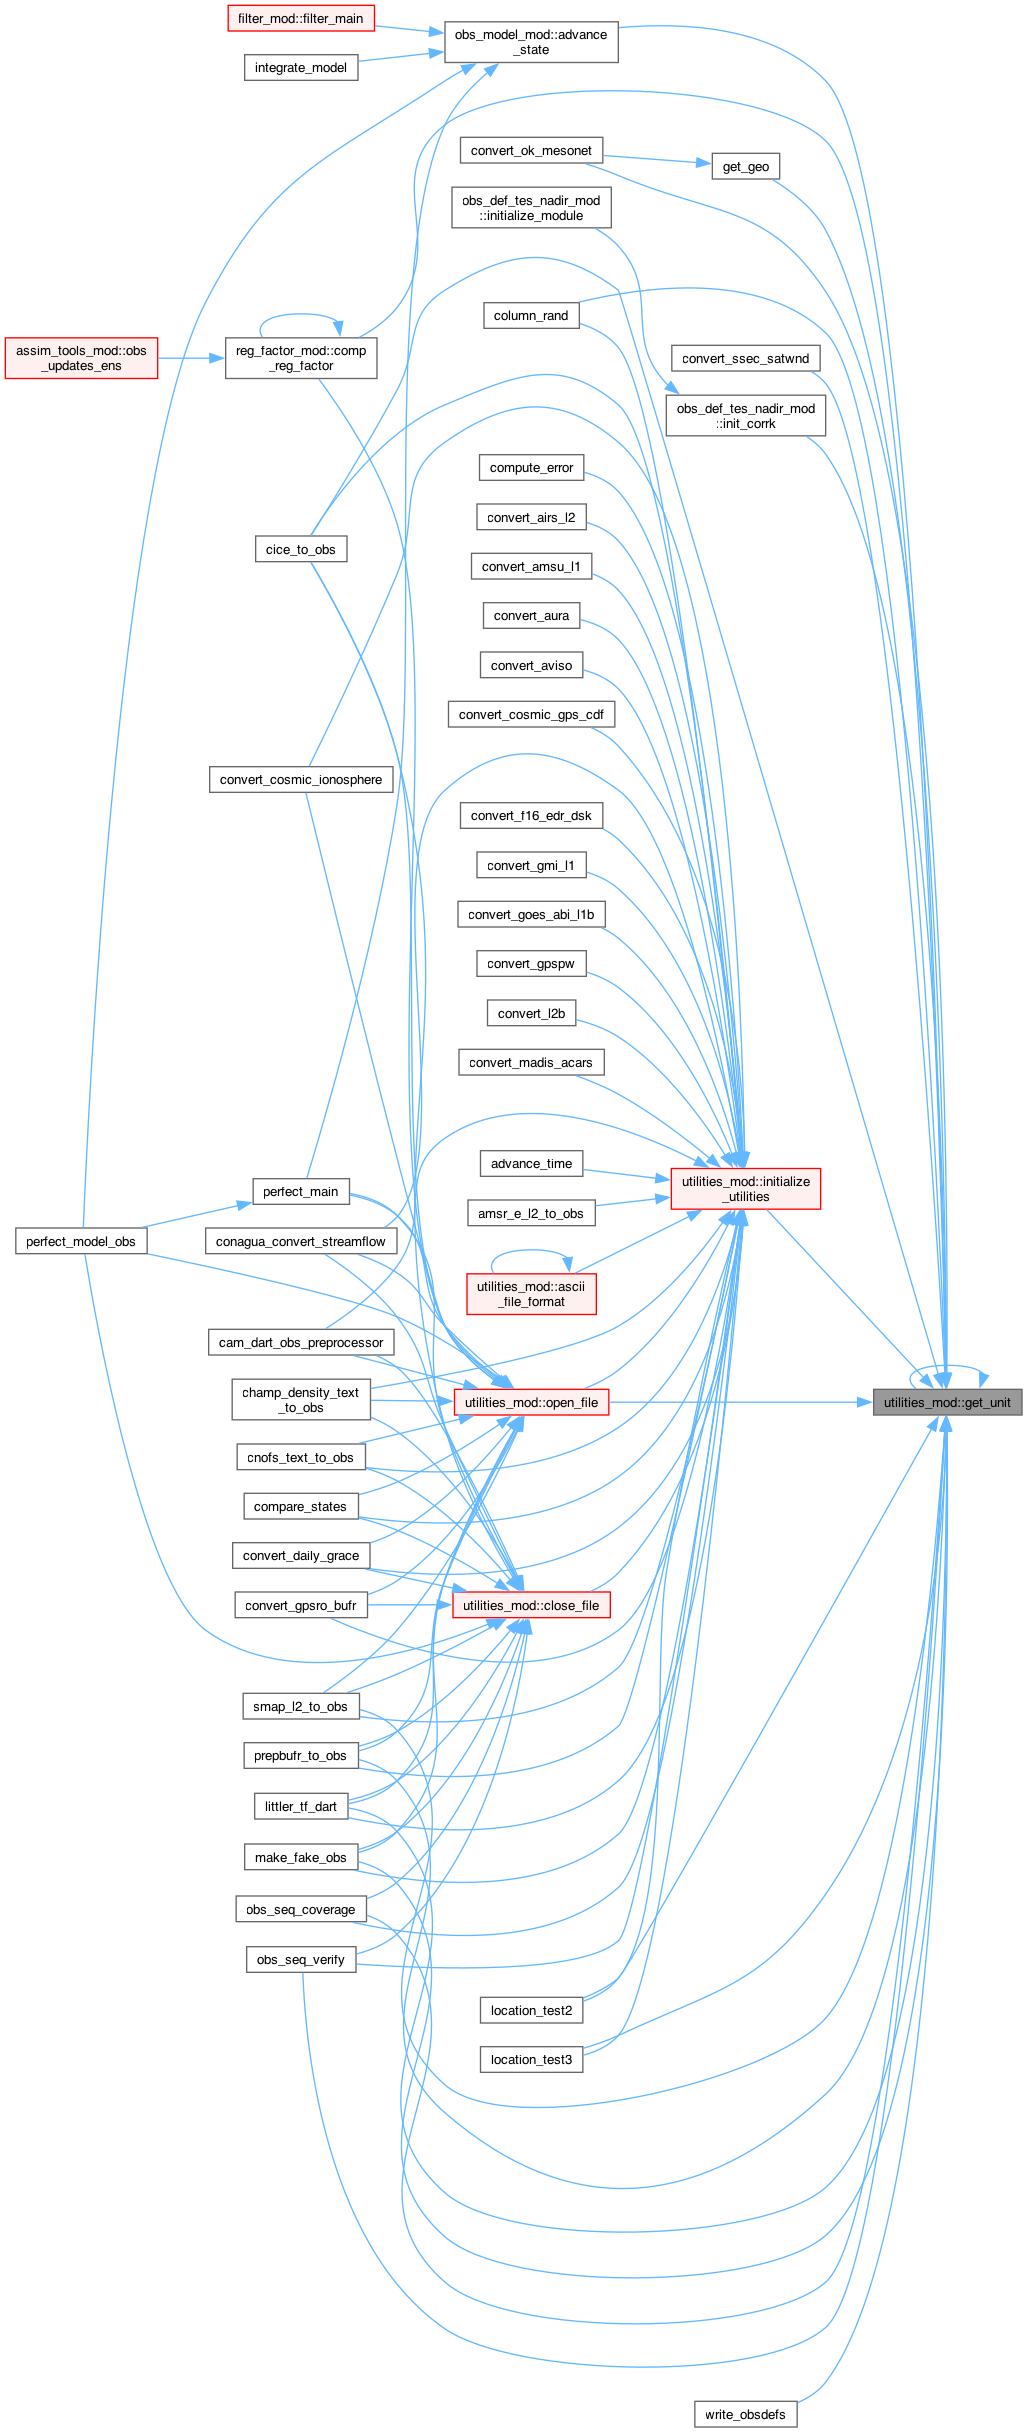 filter_mod::filter_main
obs_model_mod::advance
_state
integrate_model
convert_ok_mesonet
get_geo
obs_def_tes_nadir_mod
::initialize_module
column_rand
assim_tools_mod::obs
_updates_ens
reg_factor_mod::comp
_reg_factor
convert_ssec_satwnd
obs_def_tes_nadir_mod
::init_corrk
compute_error
convert_airs_l2
cice_to_obs
convert_amsu_l1
convert_aura
convert_aviso
convert_cosmic_gps_cdf
convert_cosmic_ionosphere
convert_f16_edr_dsk
convert_gmi_l1
convert_goes_abi_l1b
convert_gpspw
convert_l2b
convert_madis_acars
advance_time
utilities_mod::initialize
_utilities
perfect_main
amsr_e_l2_to_obs
perfect_model_obs
conagua_convert_streamflow
utilities_mod::ascii
_file_format
cam_dart_obs_preprocessor
champ_density_text
_to_obs
utilities_mod::open_file
utilities_mod::get_unit
cnofs_text_to_obs
compare_states
convert_daily_grace
convert_gpsro_bufr
utilities_mod::close_file
smap_l2_to_obs
prepbufr_to_obs
littler_tf_dart
make_fake_obs
obs_seq_coverage
obs_seq_verify
location_test2
location_test3
write_obsdefs